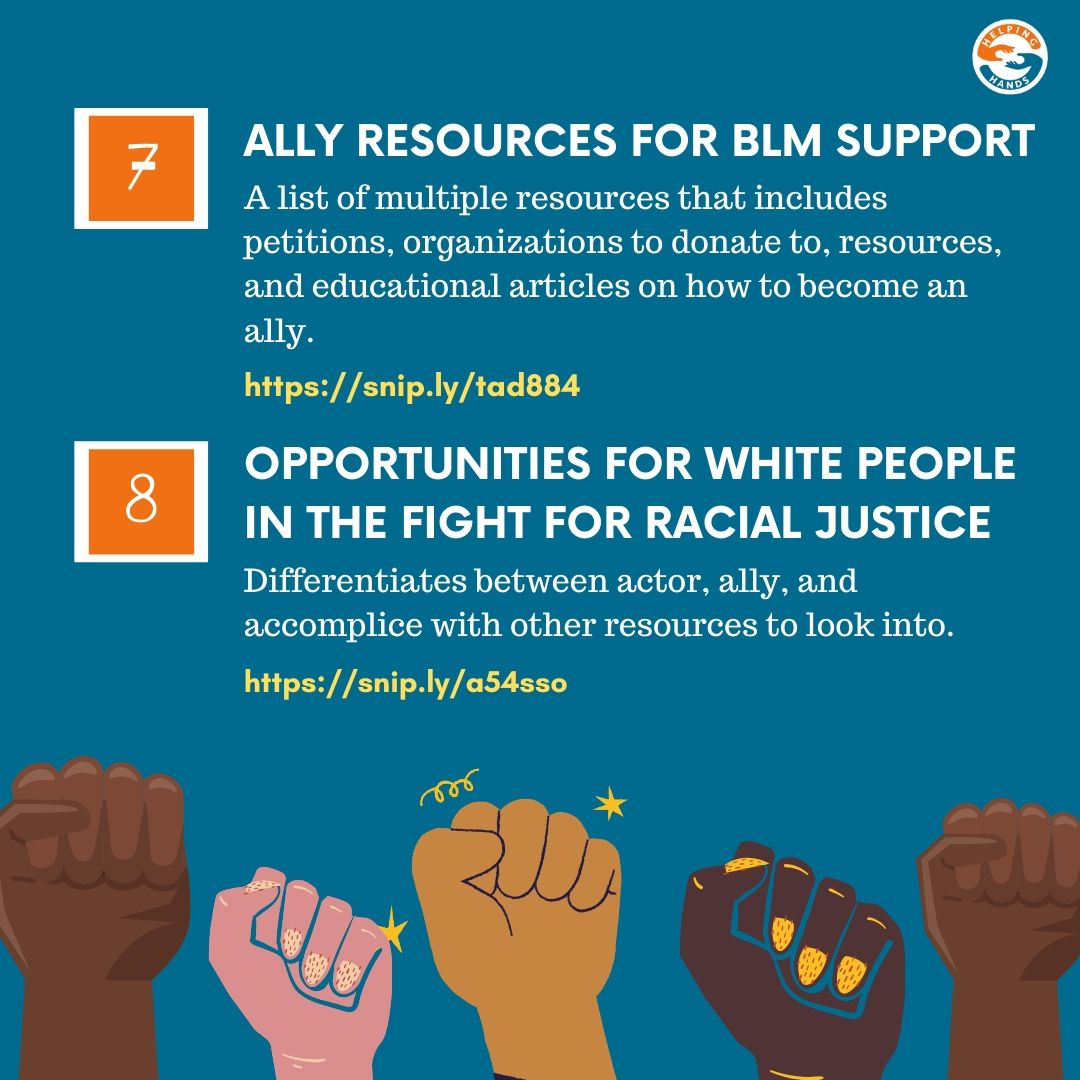 HELPING
HANDS
7
ALLY RESOURCES FOR BLM SUPPORT
A list of multiple resources that includes
petitions, organizations to donate to, resources,
and educational articles on how to become an
ally.
https://snip.ly/tad884
8
OPPORTUNITIES FOR WHITE PEOPLE
IN THE FIGHT FOR RACIAL JUSTICE
Differentiates between actor, ally, and
accomplice with other resources to look into.
https://snip.ly/a54sso